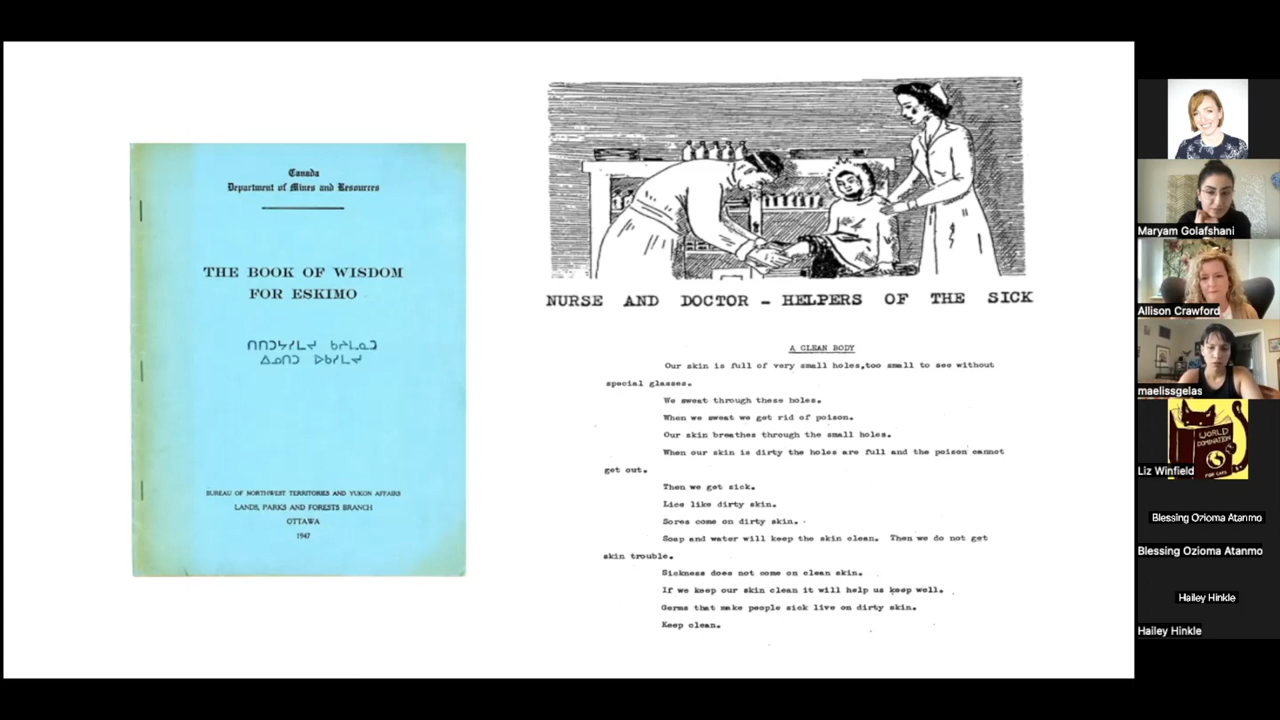 Canada
Department of Mines and Resources
THE BOOK OF WISDOM
FOR ESKIMO
ᑎᑎᑐᔭᓯᒪᔪ ᑲᔨᒪᓇᑐ
ᐃᓄᑎᑐ ᐅᑲᓯᒪᔪ
BUREAU OF NORTHWEST TERRITORIES AND YUKON AFFAIRS
LANDS, PARKS AND FORESTS BRANCH
OTTAWA
1947
NURSE AND DOCTOR - HELPERS OF THE SICK
A CLEAN BODY
Our skin is full of very small holes,too small to see without
special glasses.
We sweat through these holes.
When we sweat we get rid of poison.
Our skin breathes through the small holes.
When our skin is dirty the holes are full and the poison cannot
get out.
Then we get sick.
Lice like dirty skin.
Sores come on dirty skin.
Soap and water will keep the skin clean. Then we do not get
skin trouble.
Sickness does not come on clean skin.
If we keep our skin clean it will help us keep well.
Germs that make people sick live on dirty skin.
Keep clean.
Maryam Golafshani
Allison Crawford
maelissgelas
WORLD
DOMINATION
FOR CATS
Liz Winfield
Blessing Ozioma Atanmo
Blessing Ozioma Atanmo
Hailey Hinkle
Hailey Hinkle